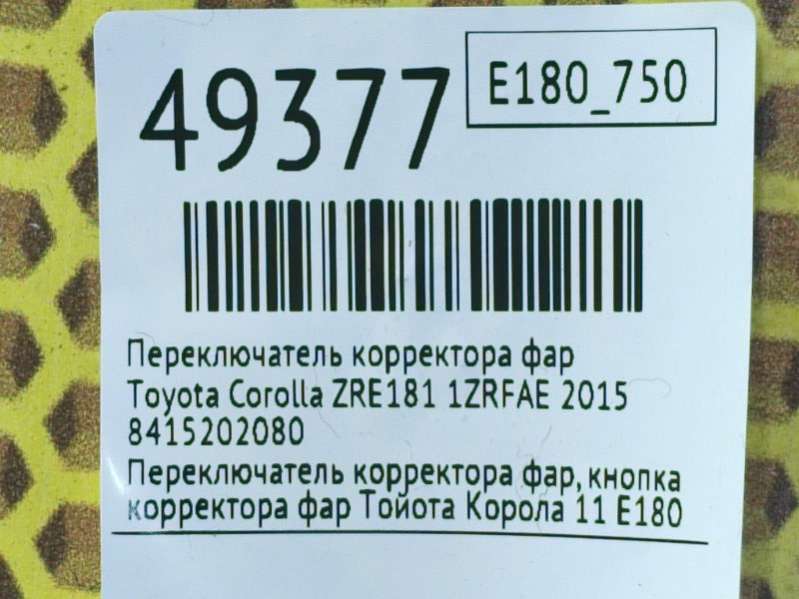 49377
E180_750
Переключатель корректора фар
Toyota Corolla ZRE181 1ZRFAE 2015
8415202080
Переключатель корректора фар, кнопка
корректора фар Тойота Корола 11 E180